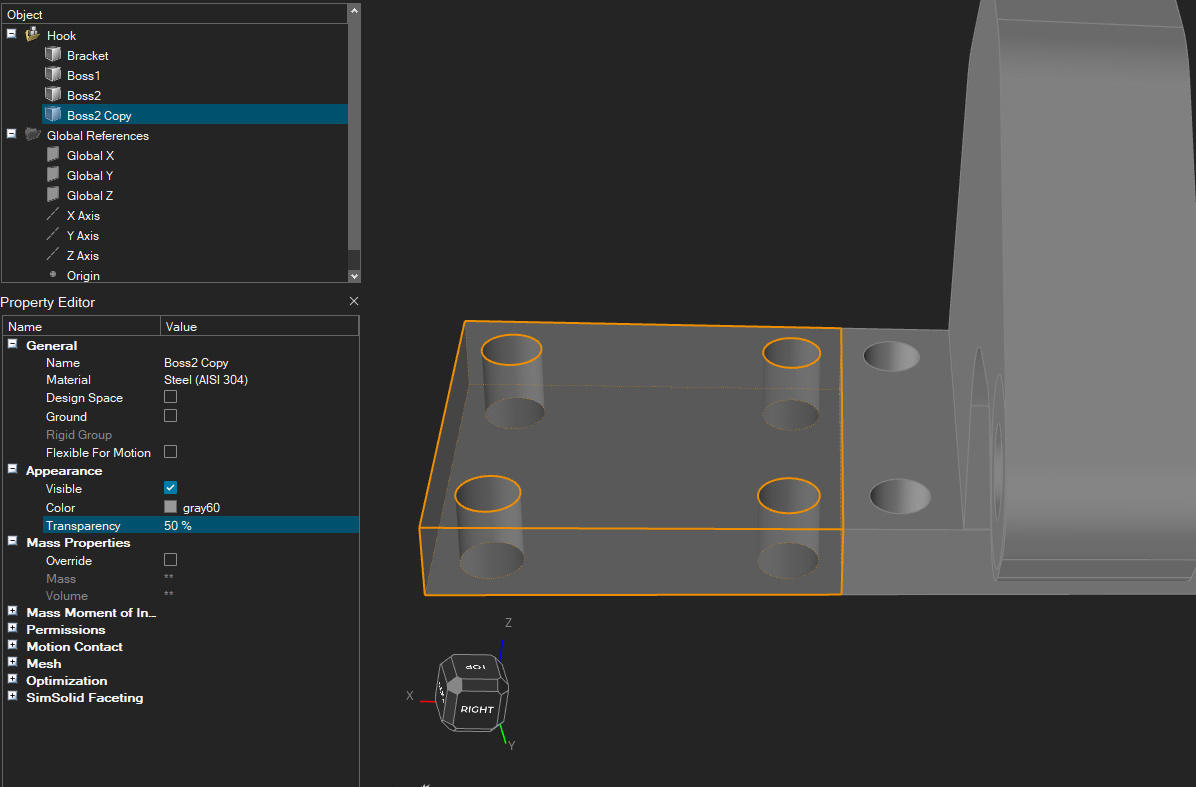 Object
Hook
Bracket
Boss1
Boss2
Boss2 Copy
Global References
Global X
Global Y
Global Z
X Axis
Y Axis
Z Axis
Origin
Property Editor
Name Value
General
Name Boss2 Copy
Material Steel (AISI 304)
Design Space
Ground
Rigid Group
Flexible For Motion
Appearance
Visible
Color gray60
Transparency 50 %
Mass Properties
Override
Mass **
Volume **
Mass Moment of In...
Permissions
Motion Contact
Mesh
Optimization
SimSolid Faceting
Z
TOP
X
RIGHT
Y